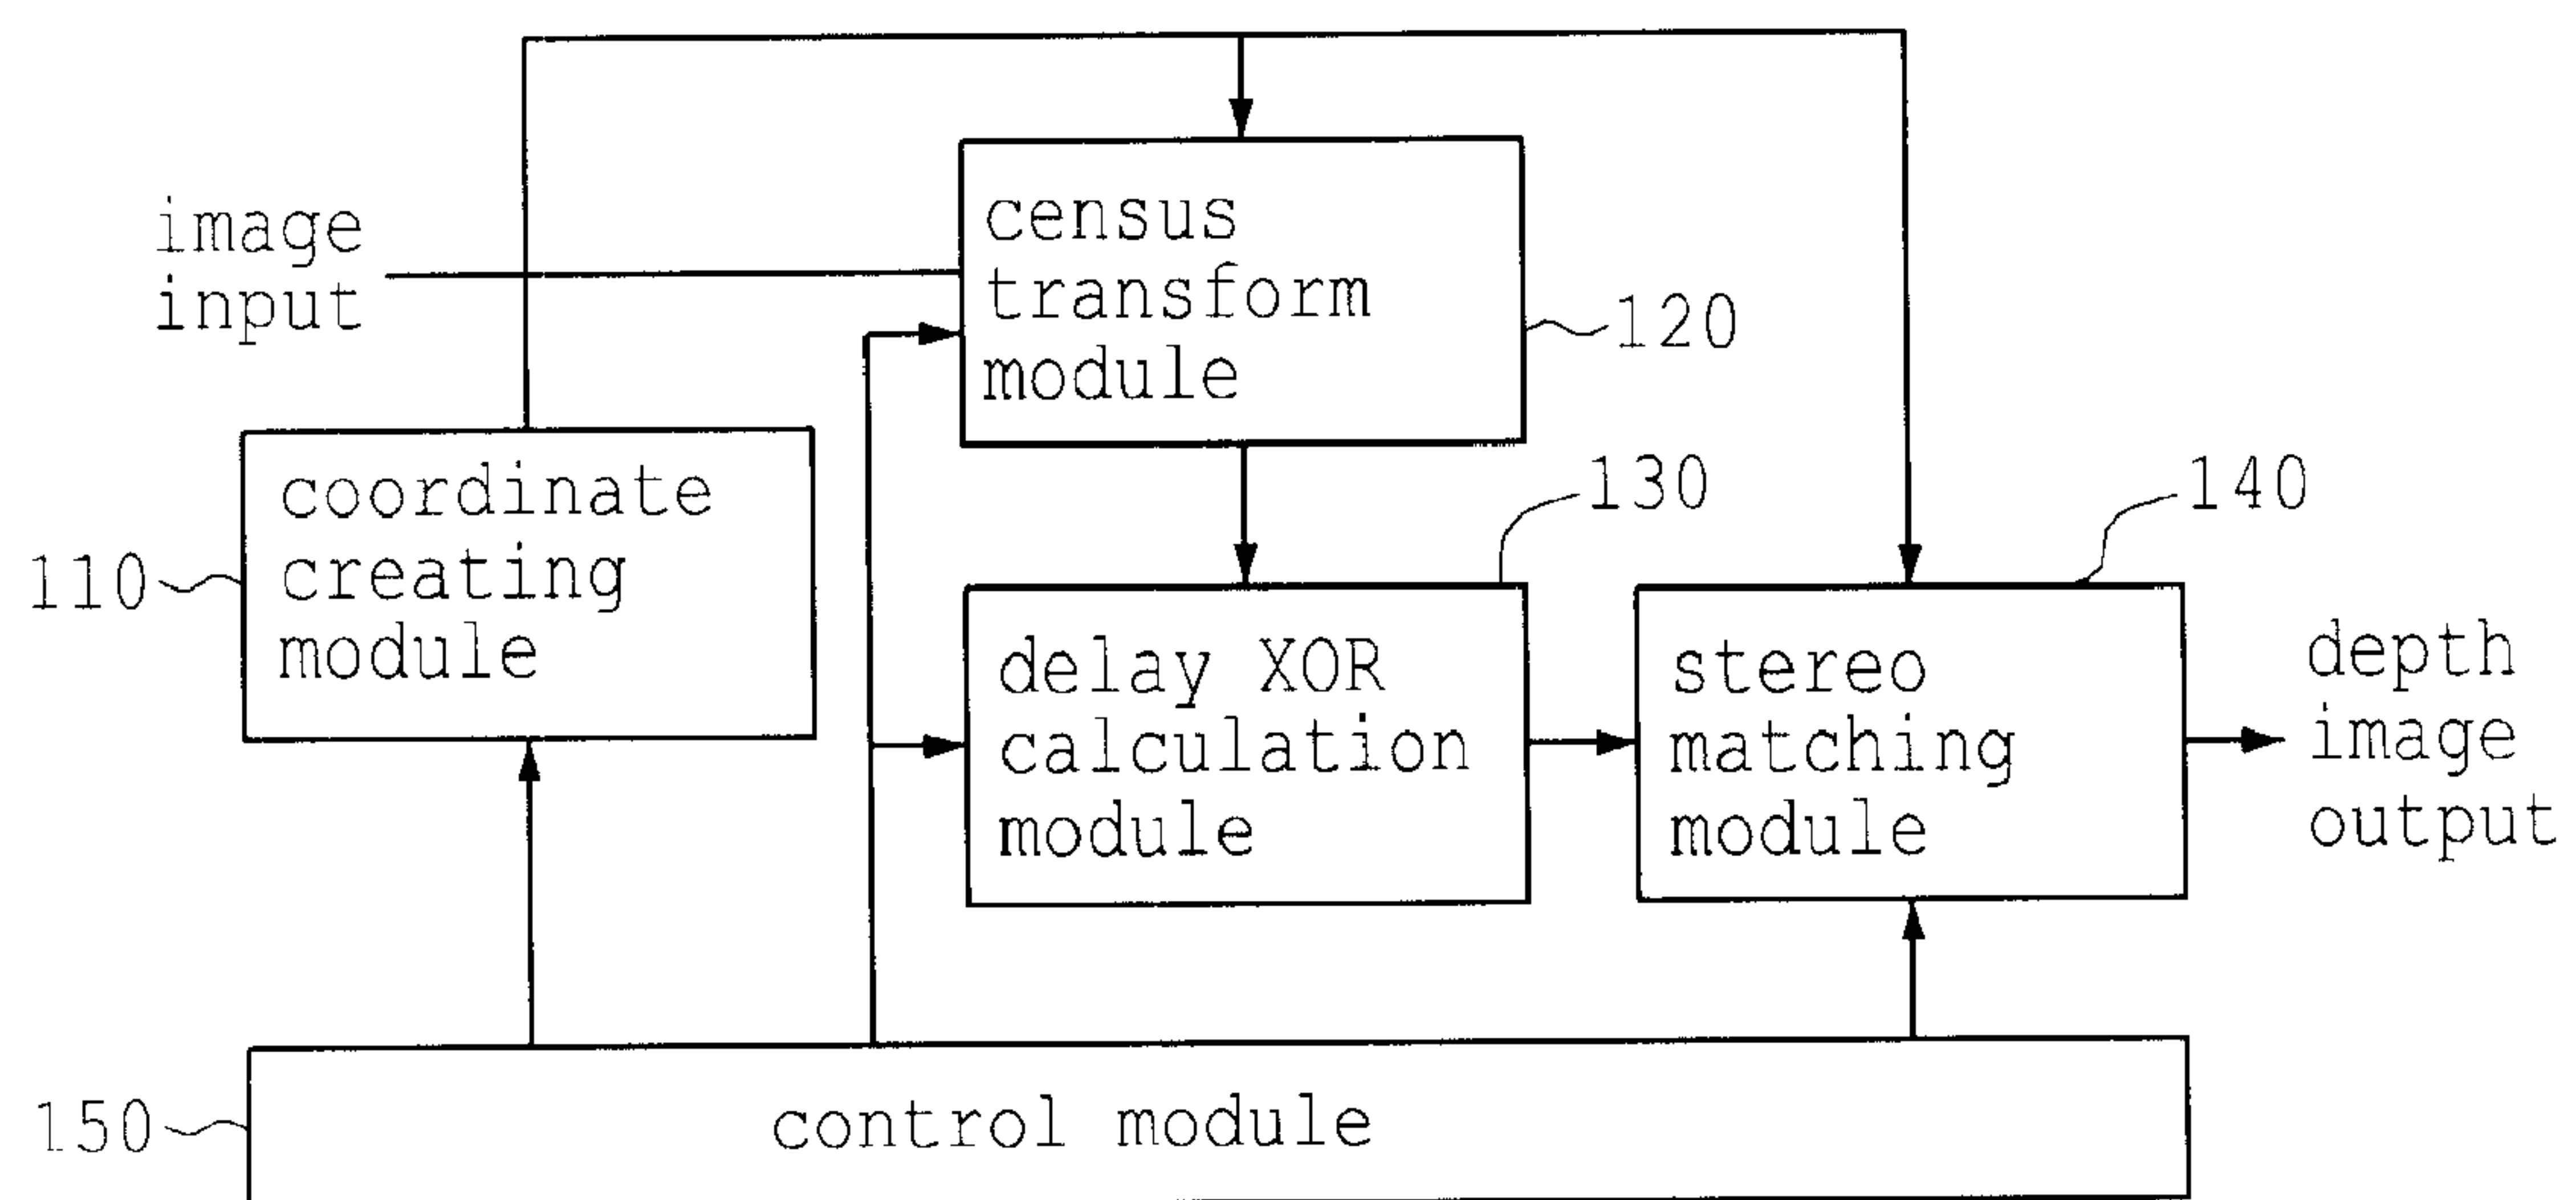 image
input
census
transform
module
120
coordinate
creating
module
110
130
140
delay XOR
calculation
module
stereo
matching
module
depth
image
output
150
control module